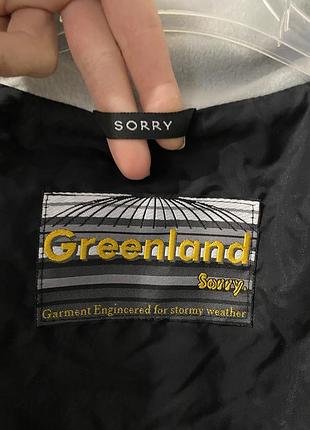 SORRY
Greenland
Sorry.
Garment Engineered for stormy weather